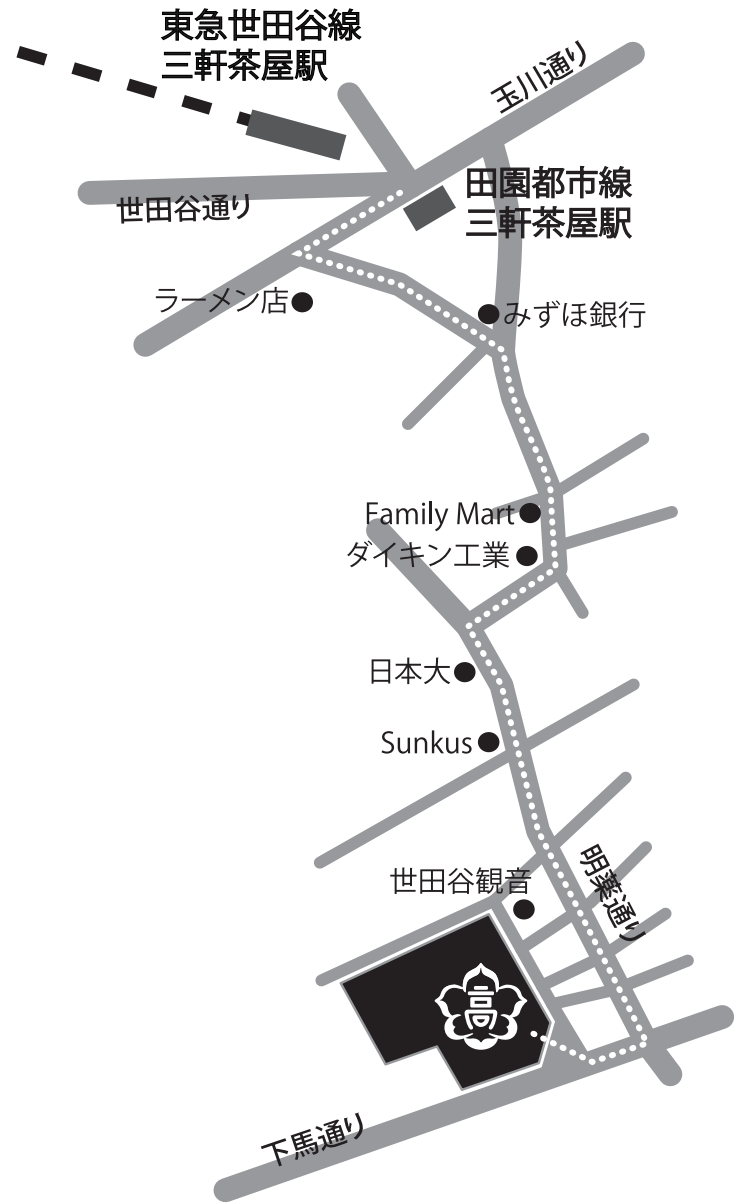 東急世田谷線
三軒茶屋駅
玉川通り
田園都市線
三軒茶屋駅
世田谷通り
ラーメン店
みずほ銀行
Family Mart
ダイキン工業
日本大
Sunkus
世田谷観音
明薬通り
高
下馬通り